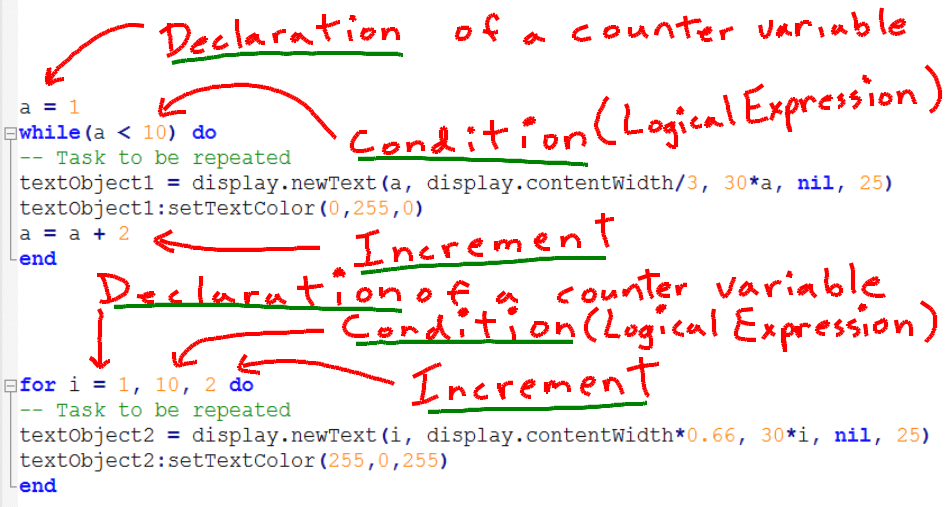 Declaration of a counter variable
a = 1
while(a < 10) do
Condition (Logical Expression)
-- Task to be repeated
textObject1 = display.newText(a, display.contentWidth/3, 30*a, nil, 25)
textObject1:setTextColor(0,255,0)
a = a + 2
Increment
end
Declaration of a counter variable
Condition (Logical Expression)
Increment
for i = 1, 10, 2 do
-- Task to be repeated
textObject2 = display.newText(i, display.contentWidth*0.66, 30*i, nil, 25)
textObject2:setTextColor(255,0,255)
end